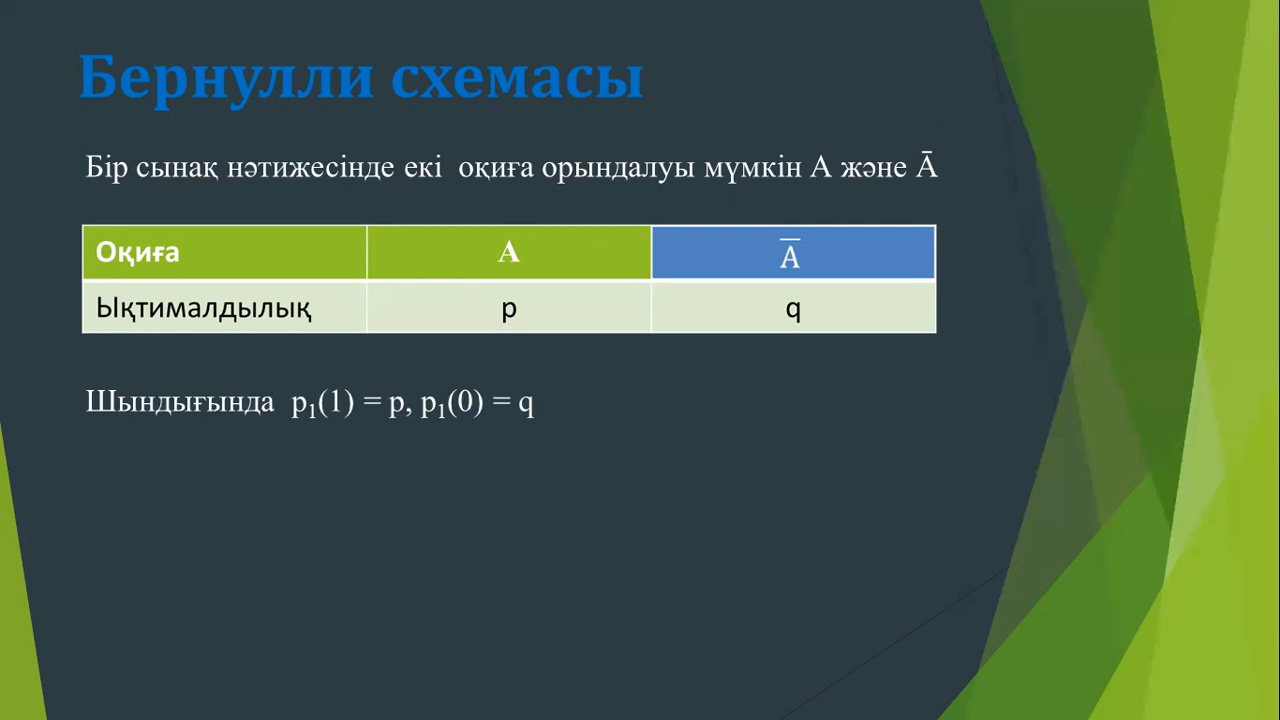 Бернулли схемасы
Бір сынақ нәтижесінде екі оқиға орындалуы мүмкін А және Ā
Оқиға А A̅
Ықтималдылық p q
Шындығында p₁(1) = p, p₁(0) = q